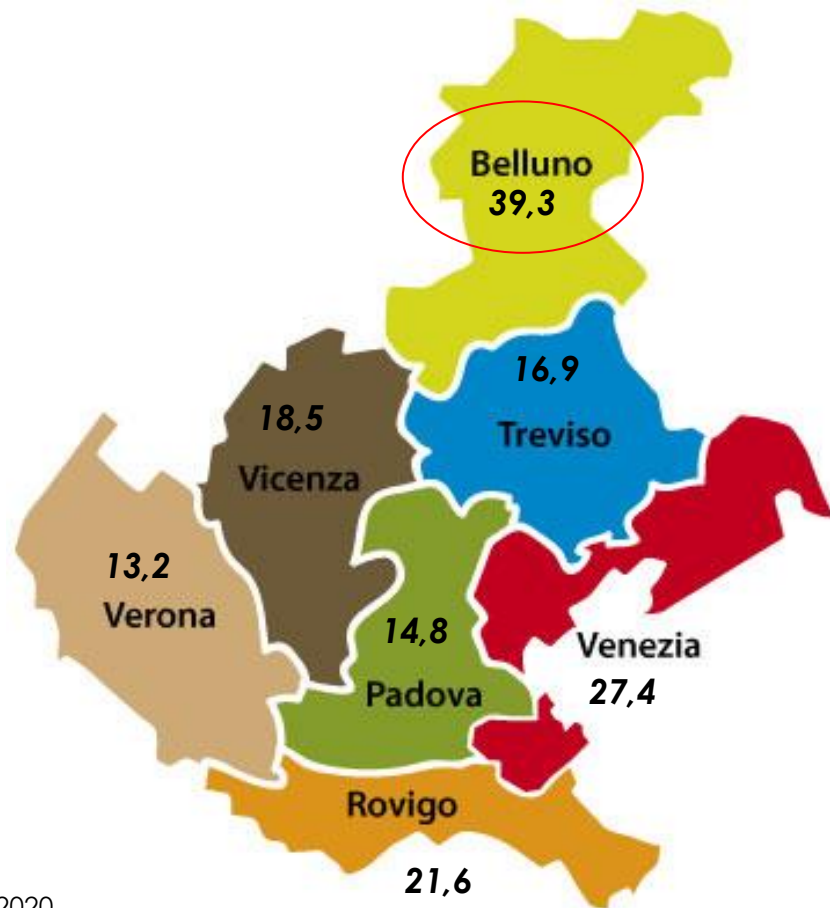 Belluno
39,3
16,9
Treviso
18,5
Vicenza
13,2
Verona
14,8
Padova
Venezia
27,4
Rovigo
21,6
2020